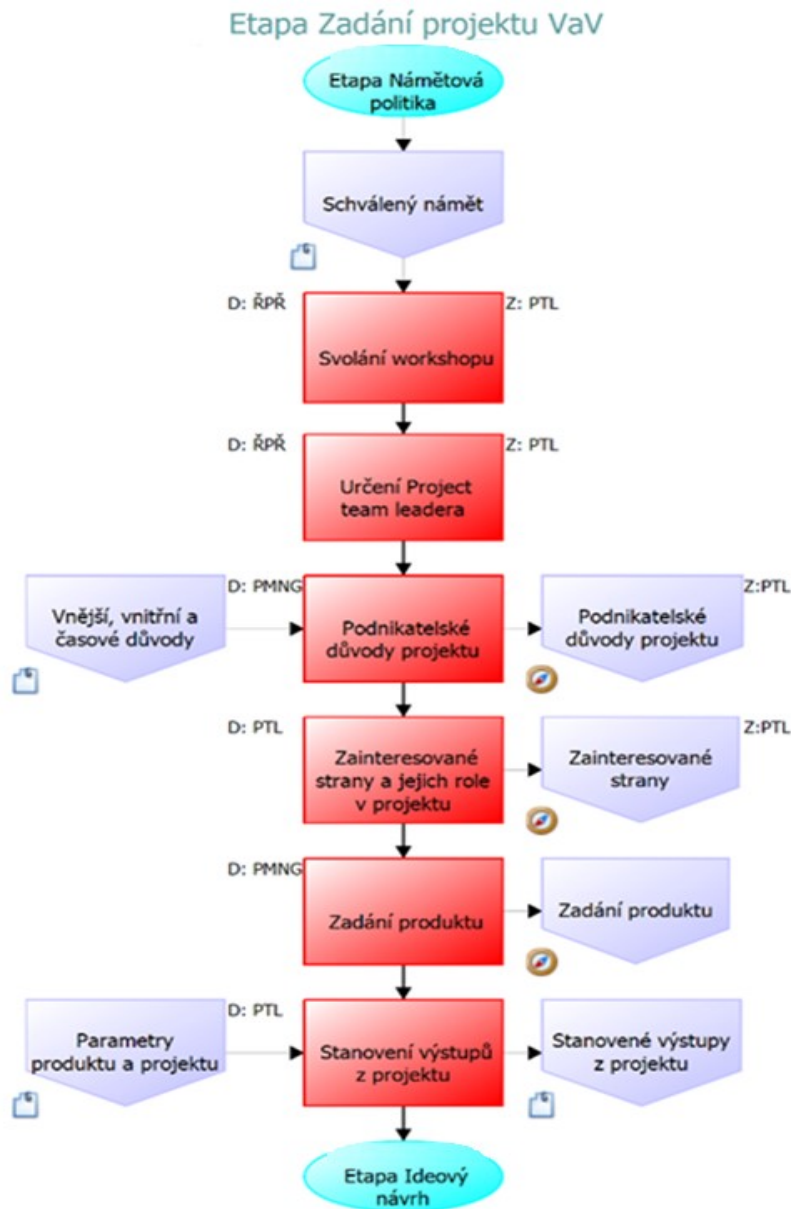 Etapa Zadání projektu VaV
Etapa Námětová
politika
Schválený námět
D: ŘPŘ
Z: PTL
Svolání workshopu
D: ŘPŘ
Z: PTL
Určení Project
team leadera
D: PMNG
Z:PTL
Vnější, vnitřní a
časové důvody
Podnikatelské
důvody projektu
Podnikatelské
důvody projektu
D: PTL
Z:PTL
Zainteresované
strany a jejich role
v projektu
Zainteresované
strany
D: PMNG
Zadání produktu
Zadání produktu
D: PTL
Parametry
produktu a projektu
Stanovení výstupů
z projektu
Stanovené výstupy
z projektu
Etapa Ideový
návrh